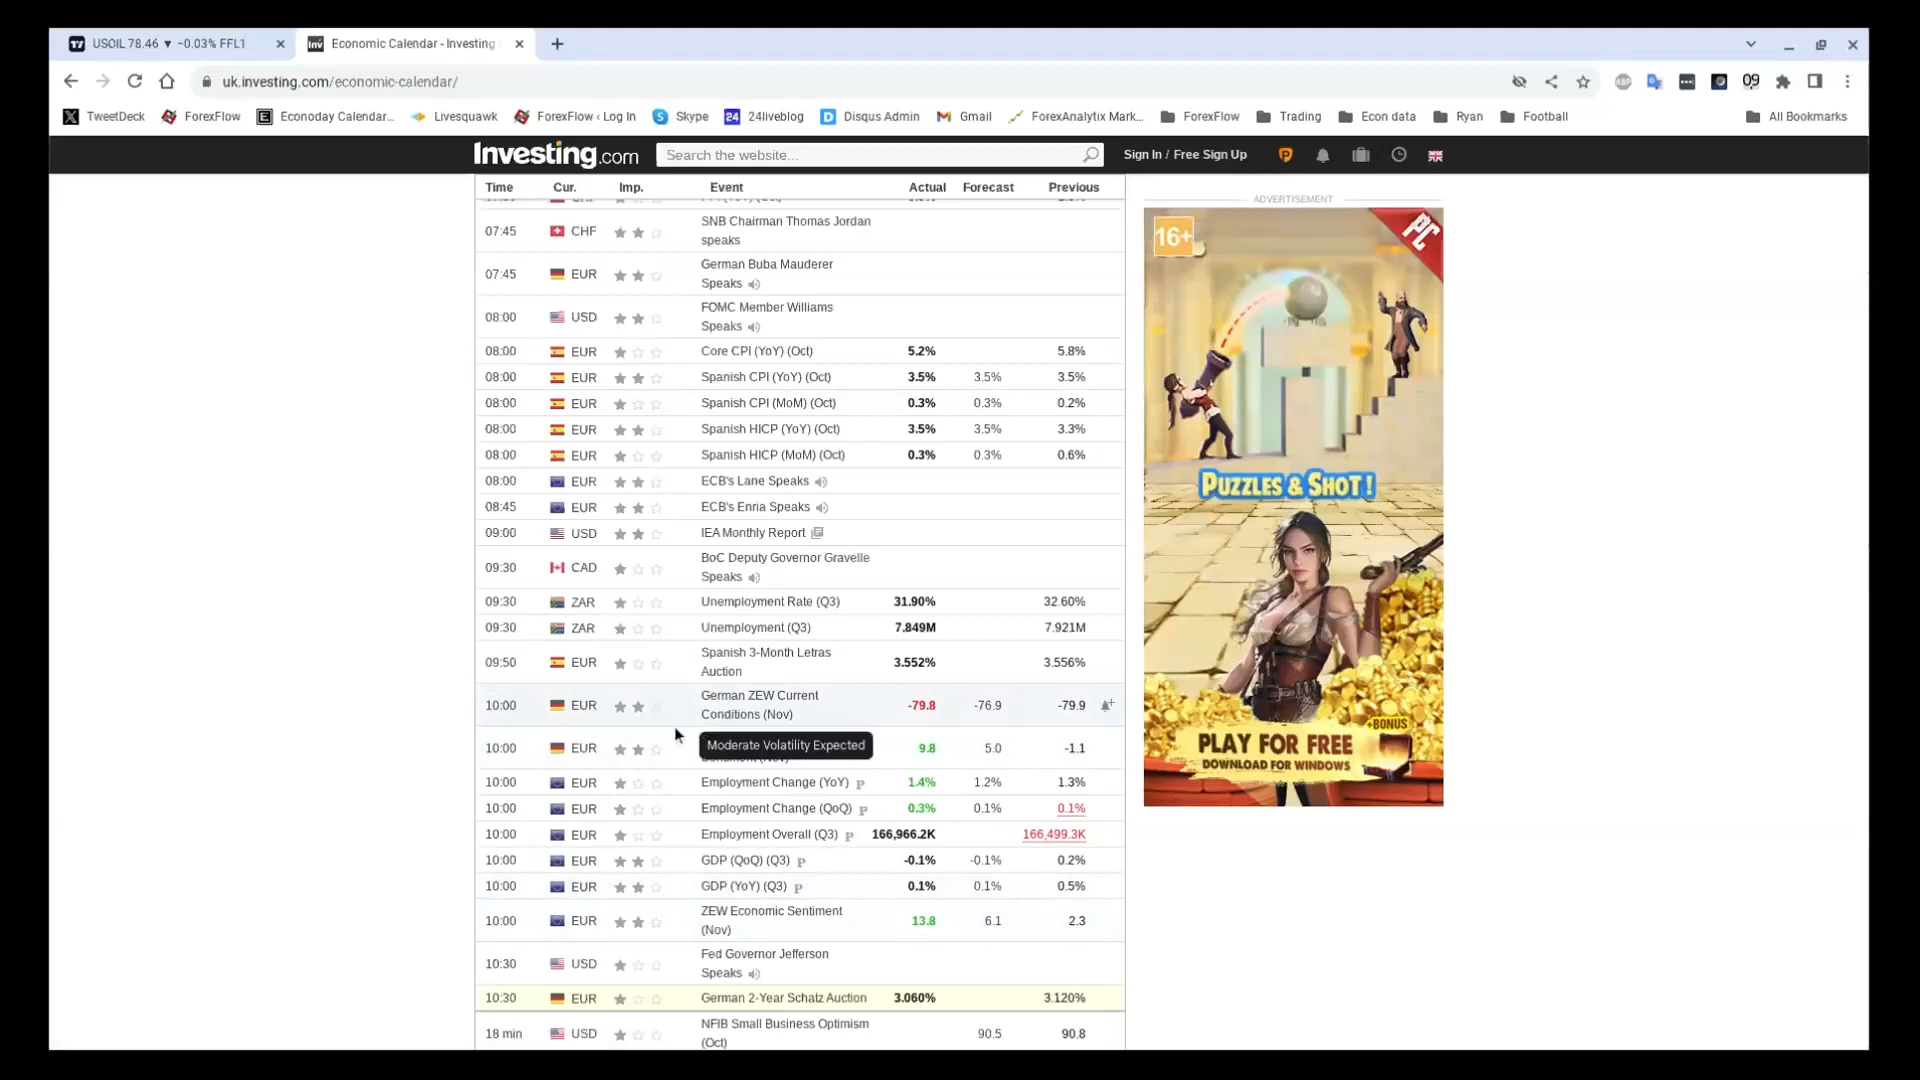 USOIL 78.46 ▼ −0.03% FFL1
Economic Calendar - Investing
uk.investing.com/economic-calendar/
09
TweetDeck ForexFlow Econoday Calendar... Livesquawk ForexFlow ‹ Log In Skype 24 24liveblog Disqus Admin Gmail ForexAnalytix Mark... ForexFlow Trading Econ data Ryan Football All Bookmarks
Investing.com Search the website... Sign In / Free Sign Up
Time Cur. Imp. Event Actual Forecast Previous
07:45 CHF SNB Chairman Thomas Jordan
speaks
07:45 EUR German Buba Mauderer
Speaks
08:00 USD FOMC Member Williams
Speaks
08:00 EUR Core CPI (YoY) (Oct) 5.2% 5.8%
08:00 EUR Spanish CPI (YoY) (Oct) 3.5% 3.5% 3.5%
08:00 EUR Spanish CPI (MoM) (Oct) 0.3% 0.3% 0.2%
08:00 EUR Spanish HICP (YoY) (Oct) 3.5% 3.5% 3.3%
08:00 EUR Spanish HICP (MoM) (Oct) 0.3% 0.3% 0.6%
08:00 EUR ECB's Lane Speaks
08:45 EUR ECB's Enria Speaks
09:00 USD IEA Monthly Report
09:30 CAD BoC Deputy Governor Gravelle
Speaks
09:30 ZAR Unemployment Rate (Q3) 31.90% 32.60%
09:30 ZAR Unemployment (Q3) 7.849M 7.921M
09:50 EUR Spanish 3-Month Letras
Auction 3.552% 3.556%
10:00 EUR German ZEW Current
Conditions (Nov) -79.8 -76.9 -79.9
10:00 EUR Moderate Volatility Expected 9.8 5.0 -1.1
10:00 EUR Employment Change (YoY) P 1.4% 1.2% 1.3%
10:00 EUR Employment Change (QoQ) P 0.3% 0.1% 0.1%
10:00 EUR Employment Overall (Q3) P 166,966.2K 166,499.3K
10:00 EUR GDP (QoQ) (Q3) P -0.1% -0.1% 0.2%
10:00 EUR GDP (YoY) (Q3) P 0.1% 0.1% 0.5%
10:00 EUR ZEW Economic Sentiment
(Nov) 13.8 6.1 2.3
10:30 USD Fed Governor Jefferson
Speaks
10:30 EUR German 2-Year Schatz Auction 3.060% 3.120%
18 min USD NFIB Small Business Optimism
(Oct) 90.5 90.8
ADVERTISEMENT
16+
PC
PUZZLES & SHOT!
+BONUS
PLAY FOR FREE
DOWNLOAD FOR WINDOWS